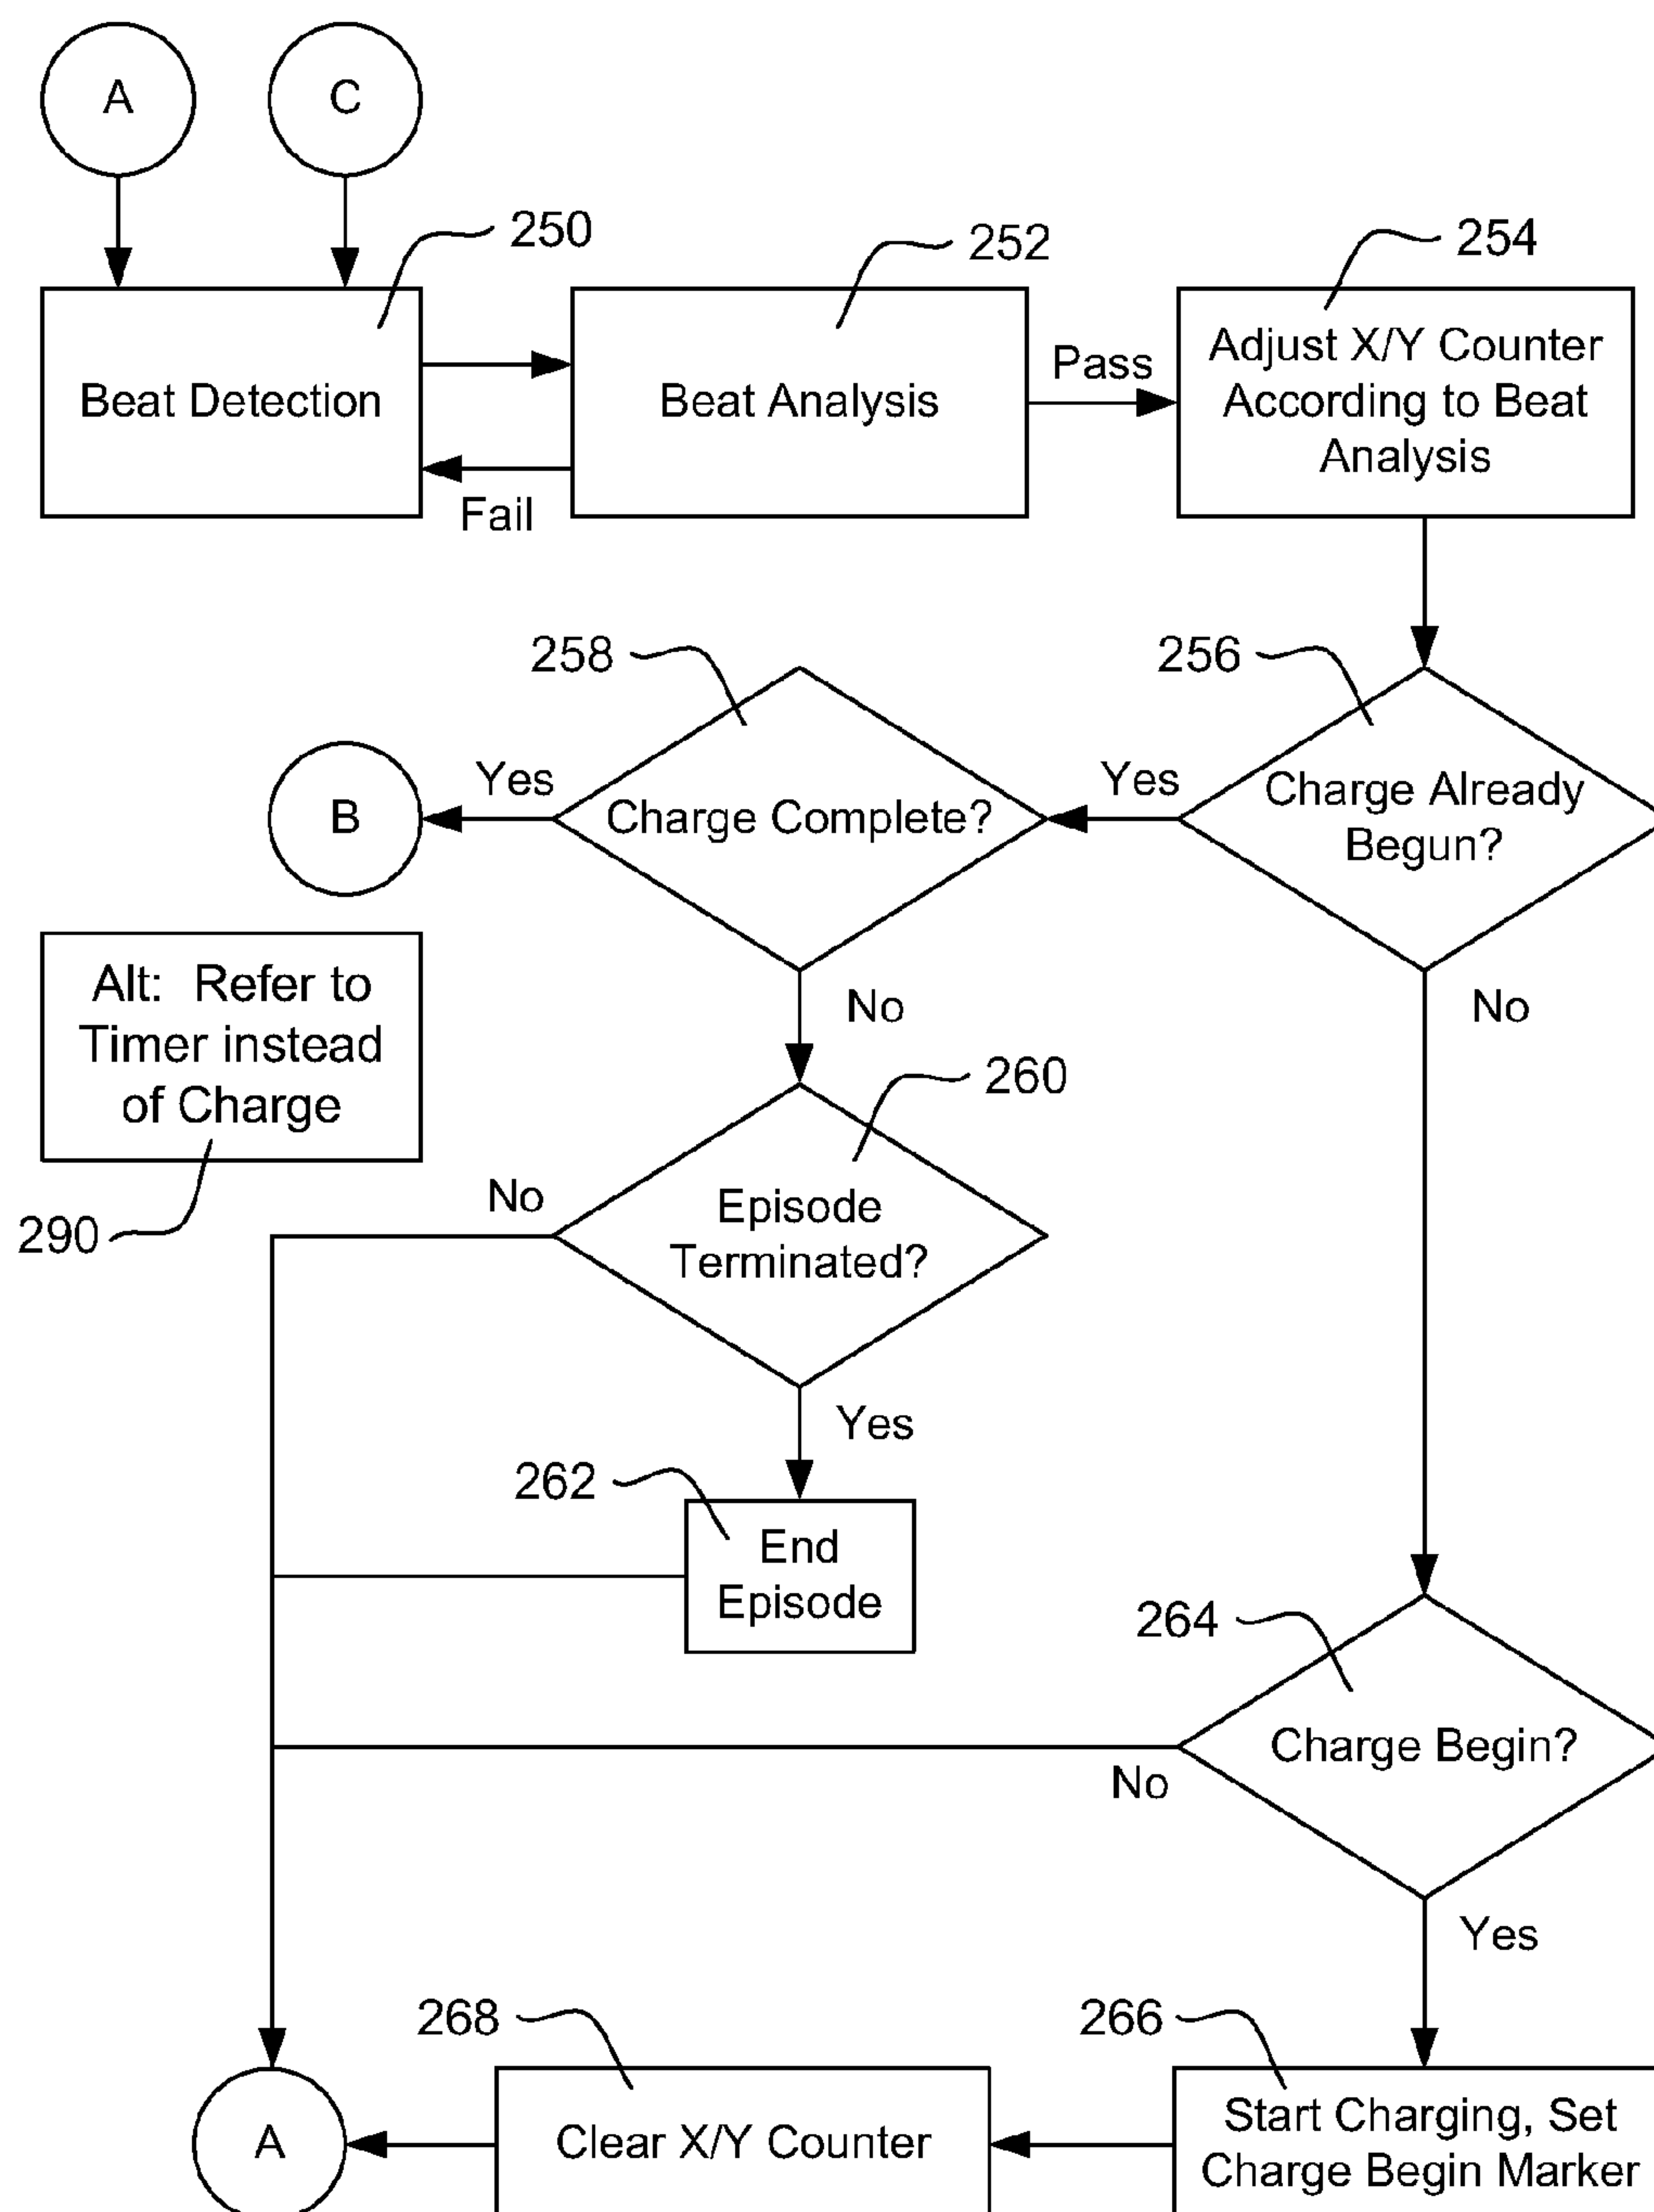 A
C
250
252
254
Beat Detection
Beat Analysis
Pass
Fail
Adjust X/Y Counter
According to Beat
Analysis
258
256
B
Yes
Charge Complete?
Yes
Charge Already
Begun?
Alt: Refer to
Timer instead
of Charge
290
No
No
260
No
Episode
Terminated?
Yes
262
End
Episode
264
Charge Begin?
No
Yes
268
266
A
Clear X/Y Counter
Start Charging, Set
Charge Begin Marker